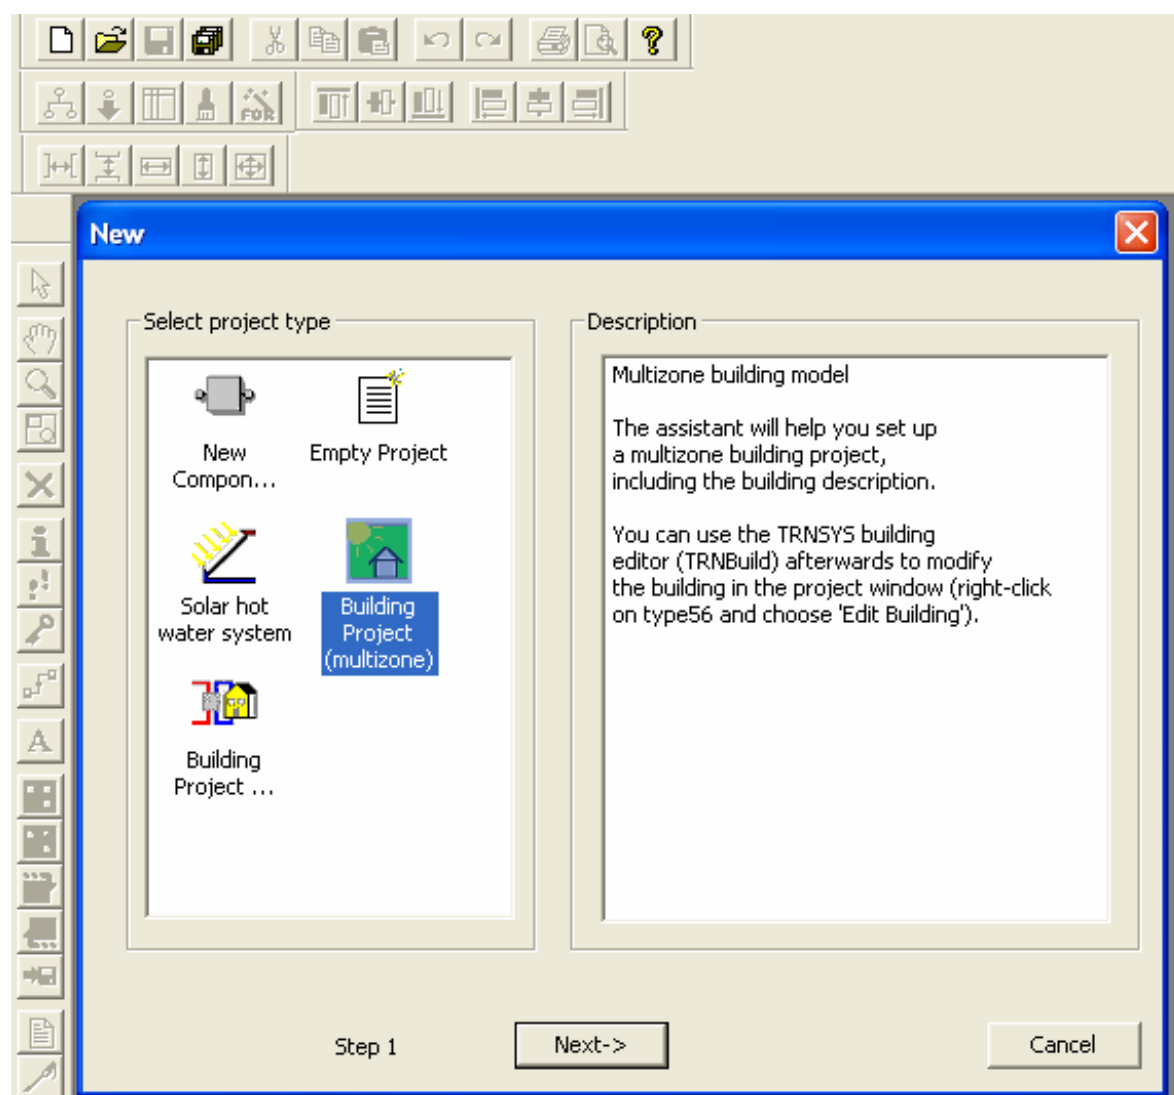 FOR
New
Select project type
New
Compon...
Empty Project
Solar hot
water system
Building
Project
(multizone)
Building
Project ...
Description
Multizone building model
The assistant will help you set up
a multizone building project,
including the building description.
You can use the TRNSYS building
editor (TRNBuild) afterwards to modify
the building in the project window (right-click
on type56 and choose 'Edit Building').
A
Step 1
Next->
Cancel